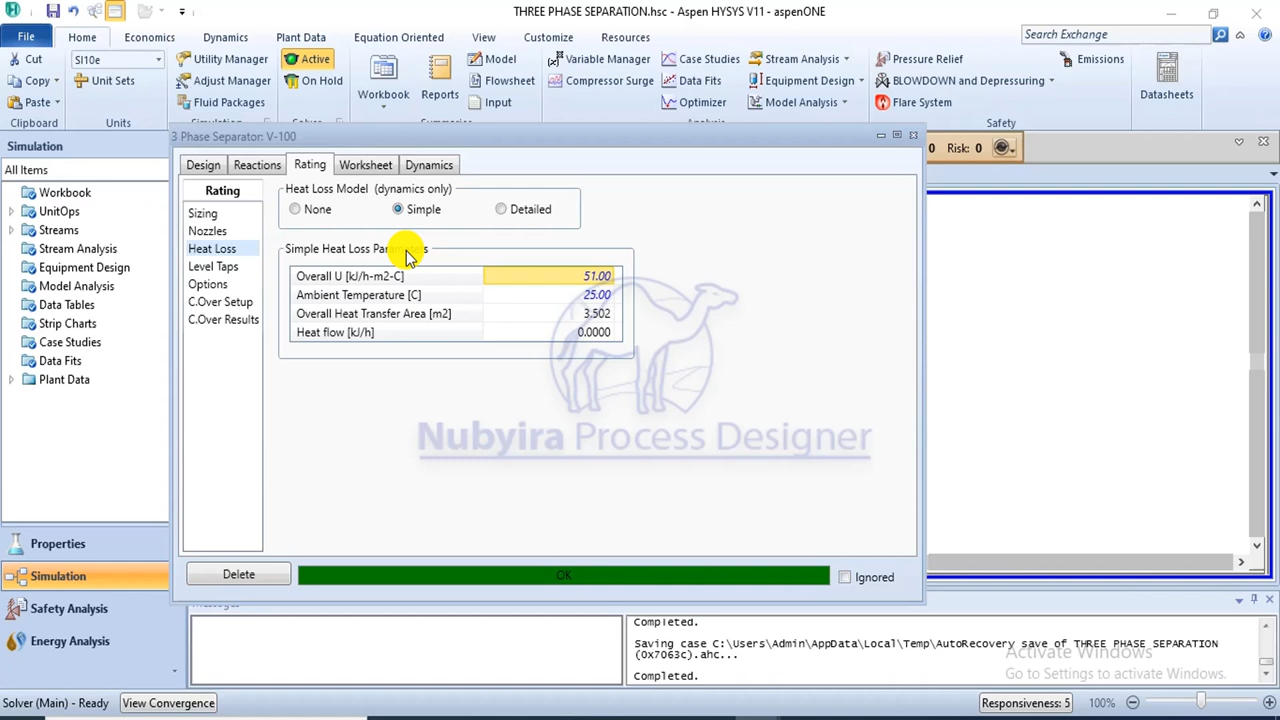 THREE PHASE SEPARATION.hsc - Aspen HYSYS V11 - aspenONE
File Home Economics Dynamics Plant Data Equation Oriented View Customize Resources Search Exchange
Cut SI10e Utility Manager Active Model Variable Manager Case Studies Stream Analysis Pressure Relief Emissions
Copy Unit Sets Adjust Manager On Hold Workbook Reports Flowsheet Compressor Surge Data Fits Equipment Design BLOWDOWN and Depressuring Datasheets
Paste Fluid Packages Input Optimizer Model Analysis Flare System
Clipboard Units Safety
Simulation
3 Phase Separator: V-100
0 Risk: 0
All Items
Design Reactions Rating Worksheet Dynamics
Workbook
UnitOps
Streams
Stream Analysis
Equipment Design
Model Analysis
Data Tables
Strip Charts
Case Studies
Data Fits
Plant Data
Rating
Sizing
Nozzles
Heat Loss
Level Taps
Options
C.Over Setup
C.Over Results
Heat Loss Model (dynamics only)
None Simple Detailed
Simple Heat Loss Parameters
Overall U [kJ/h-m2-C] 51.00
Ambient Temperature [C] 25.00
Overall Heat Transfer Area [m2] 3.502
Heat flow [kJ/h] 0.0000
Nubyira Process Designer
Delete OK Ignored
Properties
Simulation
Safety Analysis
Energy Analysis
Completed.
Saving case C:\Users\Admin\AppData\Local\Temp\AutoRecovery save of THREE PHASE SEPARATION
(0x7063c).ahc...
Completed.
Activate Windows
Go to Settings to activate Windows.
Solver (Main) - Ready View Convergence Responsiveness: 5 100%